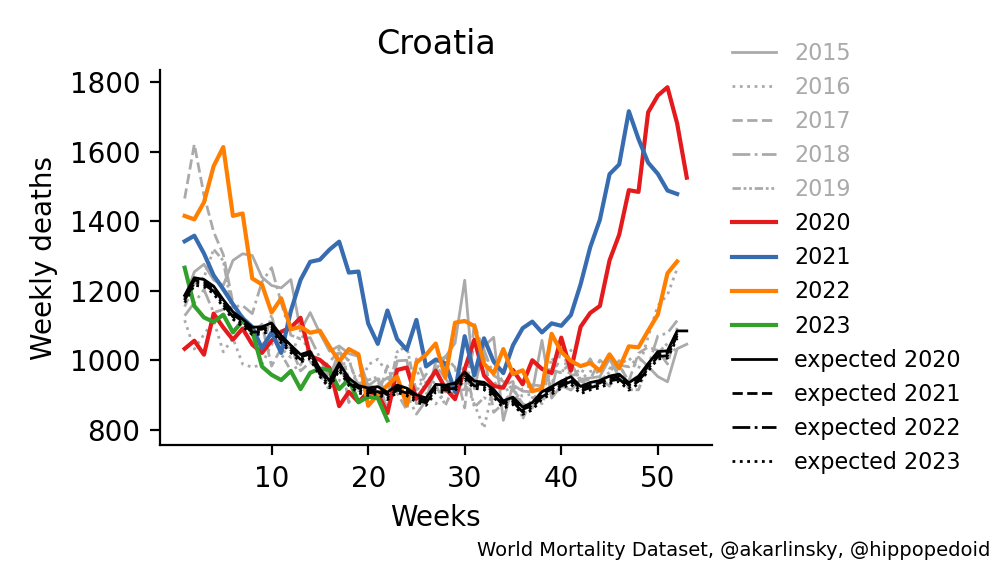 Croatia
Weekly deaths
1800
1600
1400
1200
1000
800
10 20 30 40 50
Weeks
2015
2016
2017
2018
2019
2020
2021
2022
2023
expected 2020
expected 2021
expected 2022
expected 2023
World Mortality Dataset, @akarlinsky, @hippopedoid